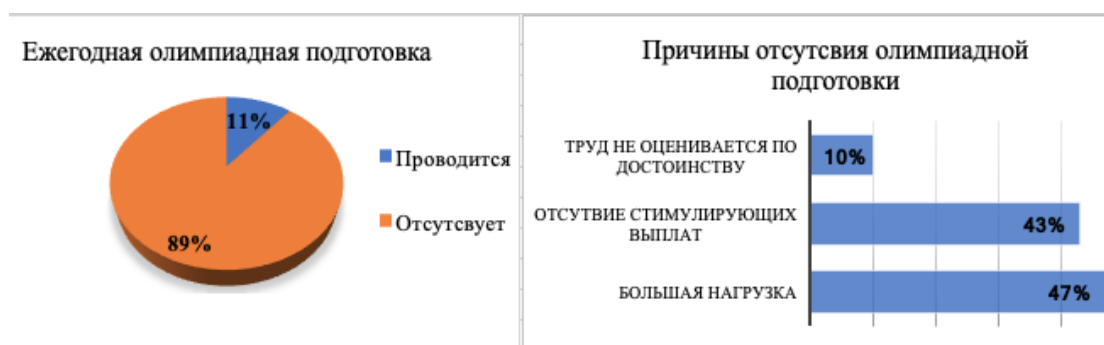 Ежегодная олимпиадная подготовка
11%
89%
Проводится
Отсутсвует
Причины отсутсвия олимпиадной
подготовки
ТРУД НЕ ОЦЕНИВАЕТСЯ ПО
ДОСТОИНСТВУ
10%
ОТСУТВИЕ СТИМУЛИРУЮЩИХ
ВЫПЛАТ
43%
БОЛЬШАЯ НАГРУЗКА
47%